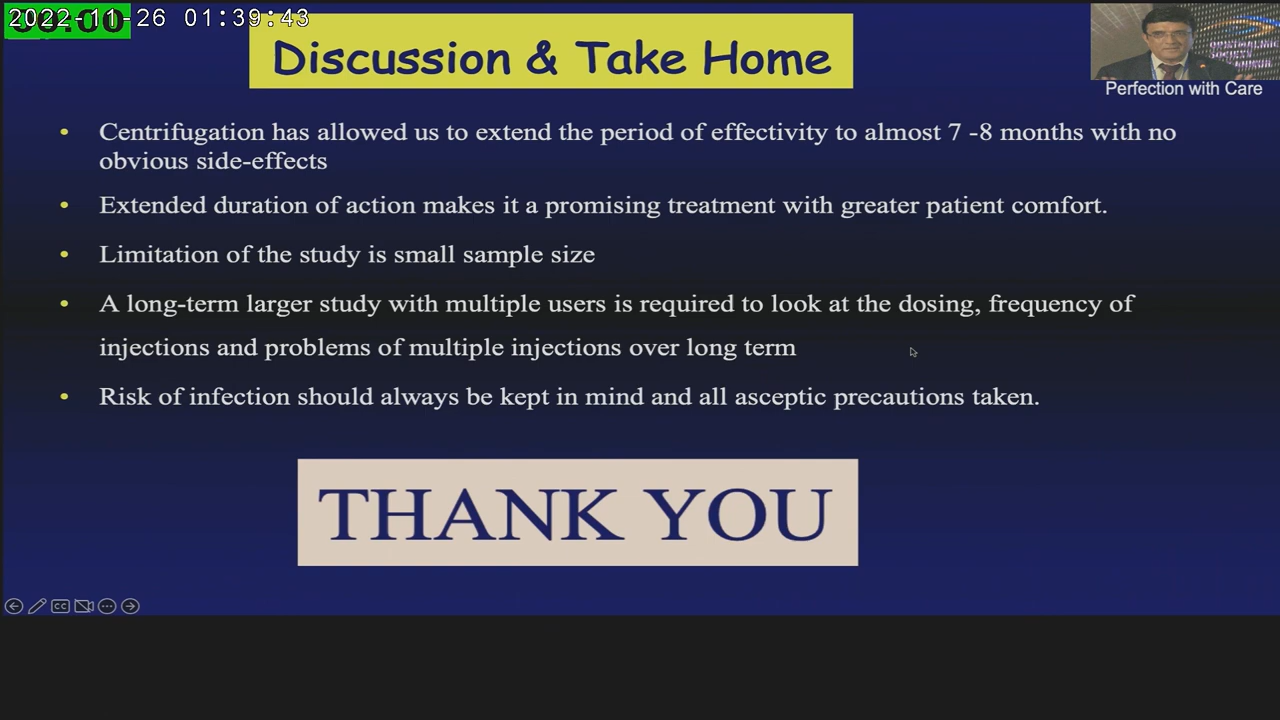 2022-11-26 01:39:43
00:00
Discussion & Take Home
Perfection with Care
• Centrifugation has allowed us to extend the period of effectivity to almost 7 -8 months with no
obvious side-effects
• Extended duration of action makes it a promising treatment with greater patient comfort.
• Limitation of the study is small sample size
• A long-term larger study with multiple users is required to look at the dosing, frequency of
injections and problems of multiple injections over long term
• Risk of infection should always be kept in mind and all asceptic precautions taken.
THANK YOU
CC